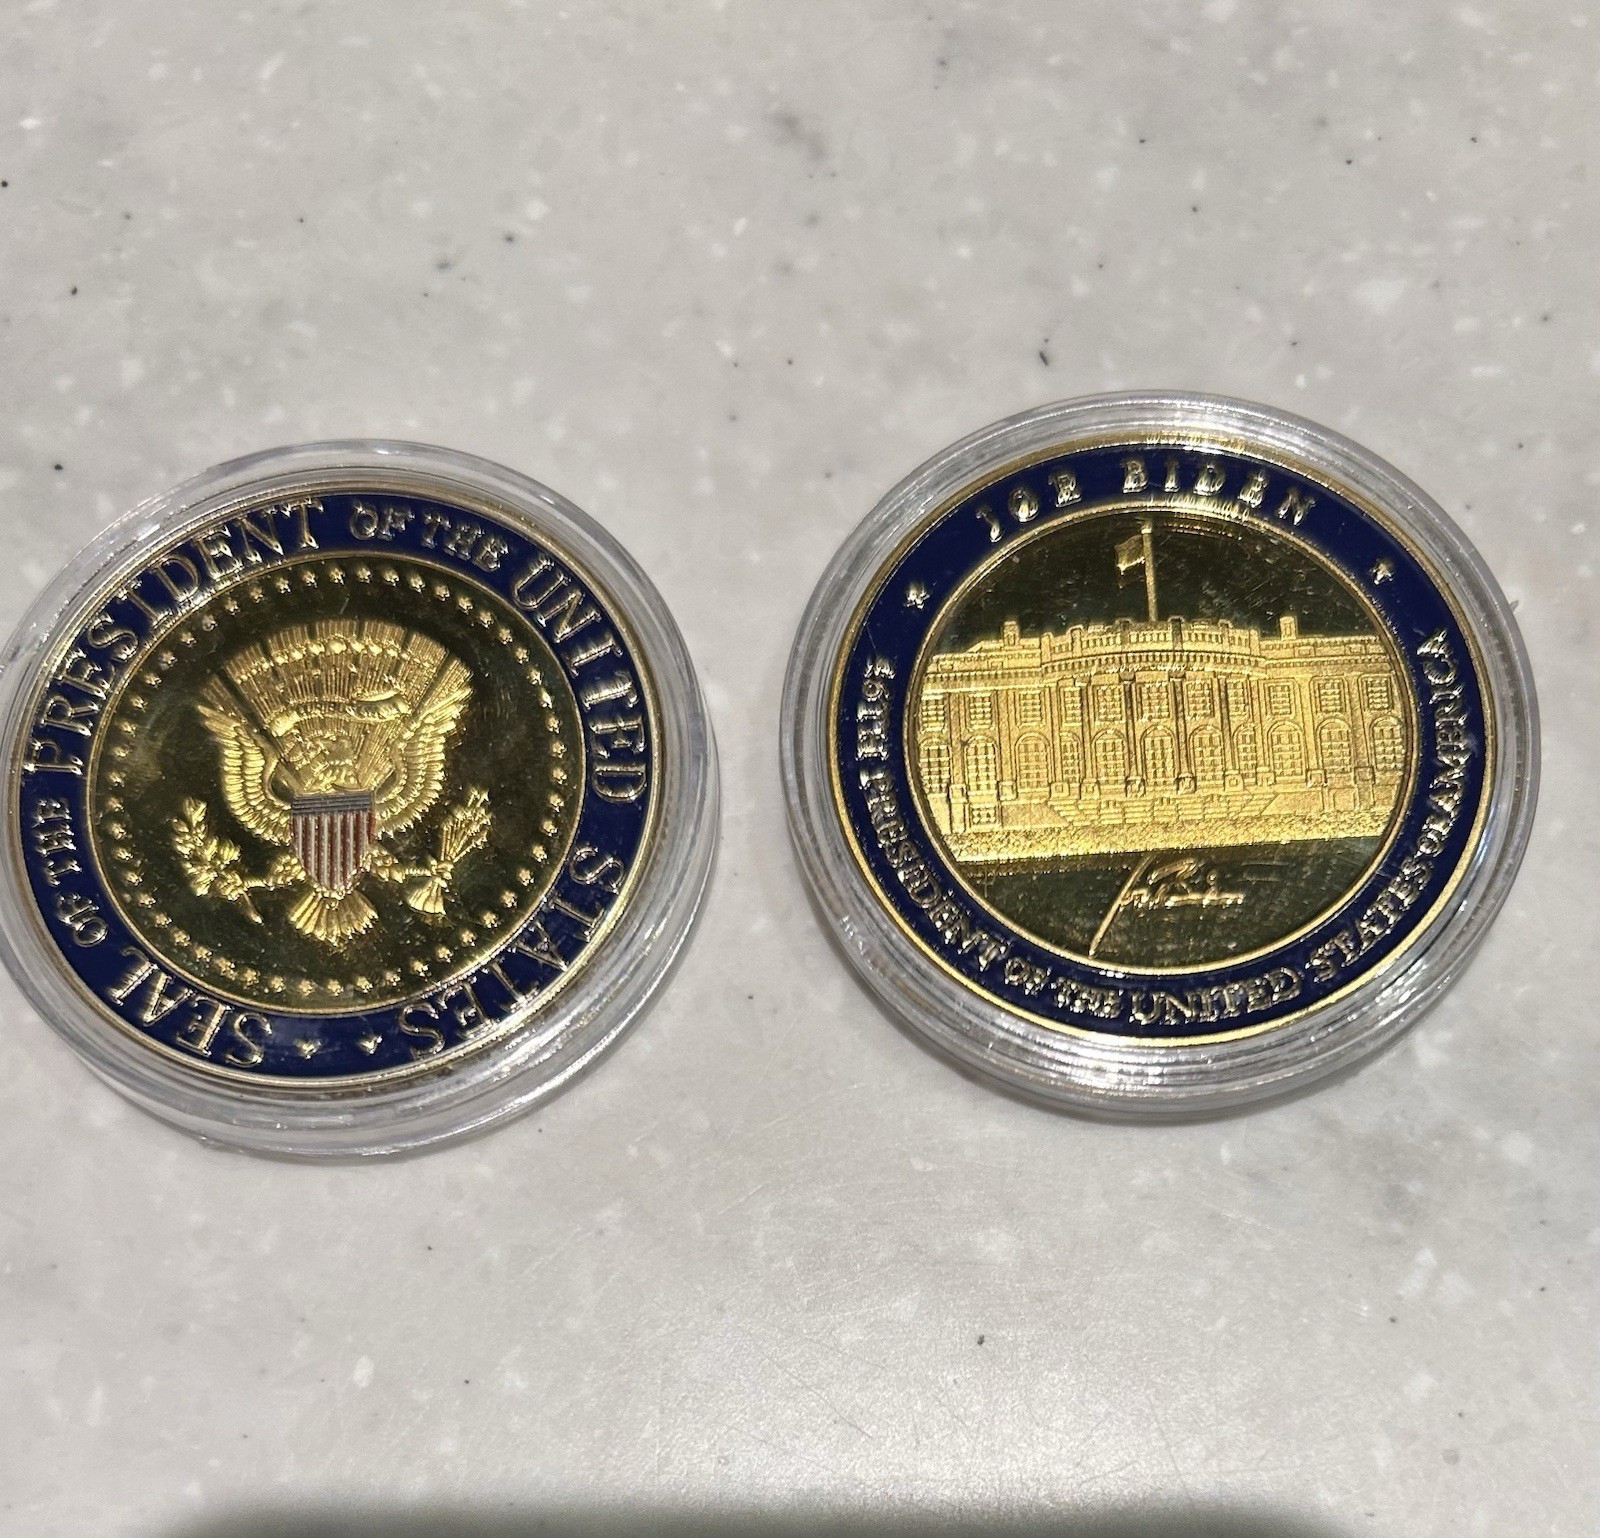 SEAL OF THE PRESIDENT OF THE UNITED STATES
JOE BIDEN
46TH PRESIDENT OF THE UNITED STATES OF AMERICA